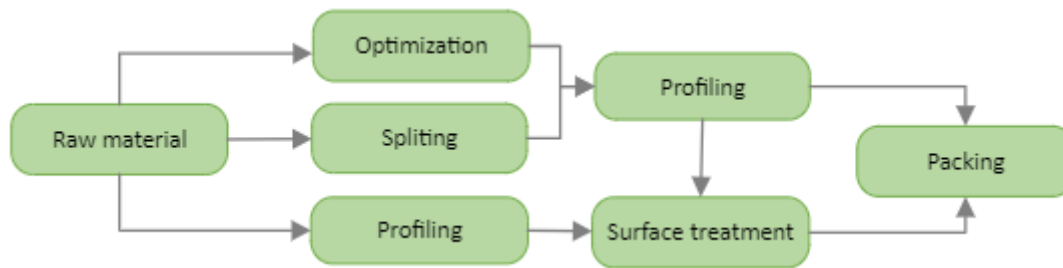 Optimization
Profiling
Raw material
Spliting
Packing
Profiling
Surface treatment